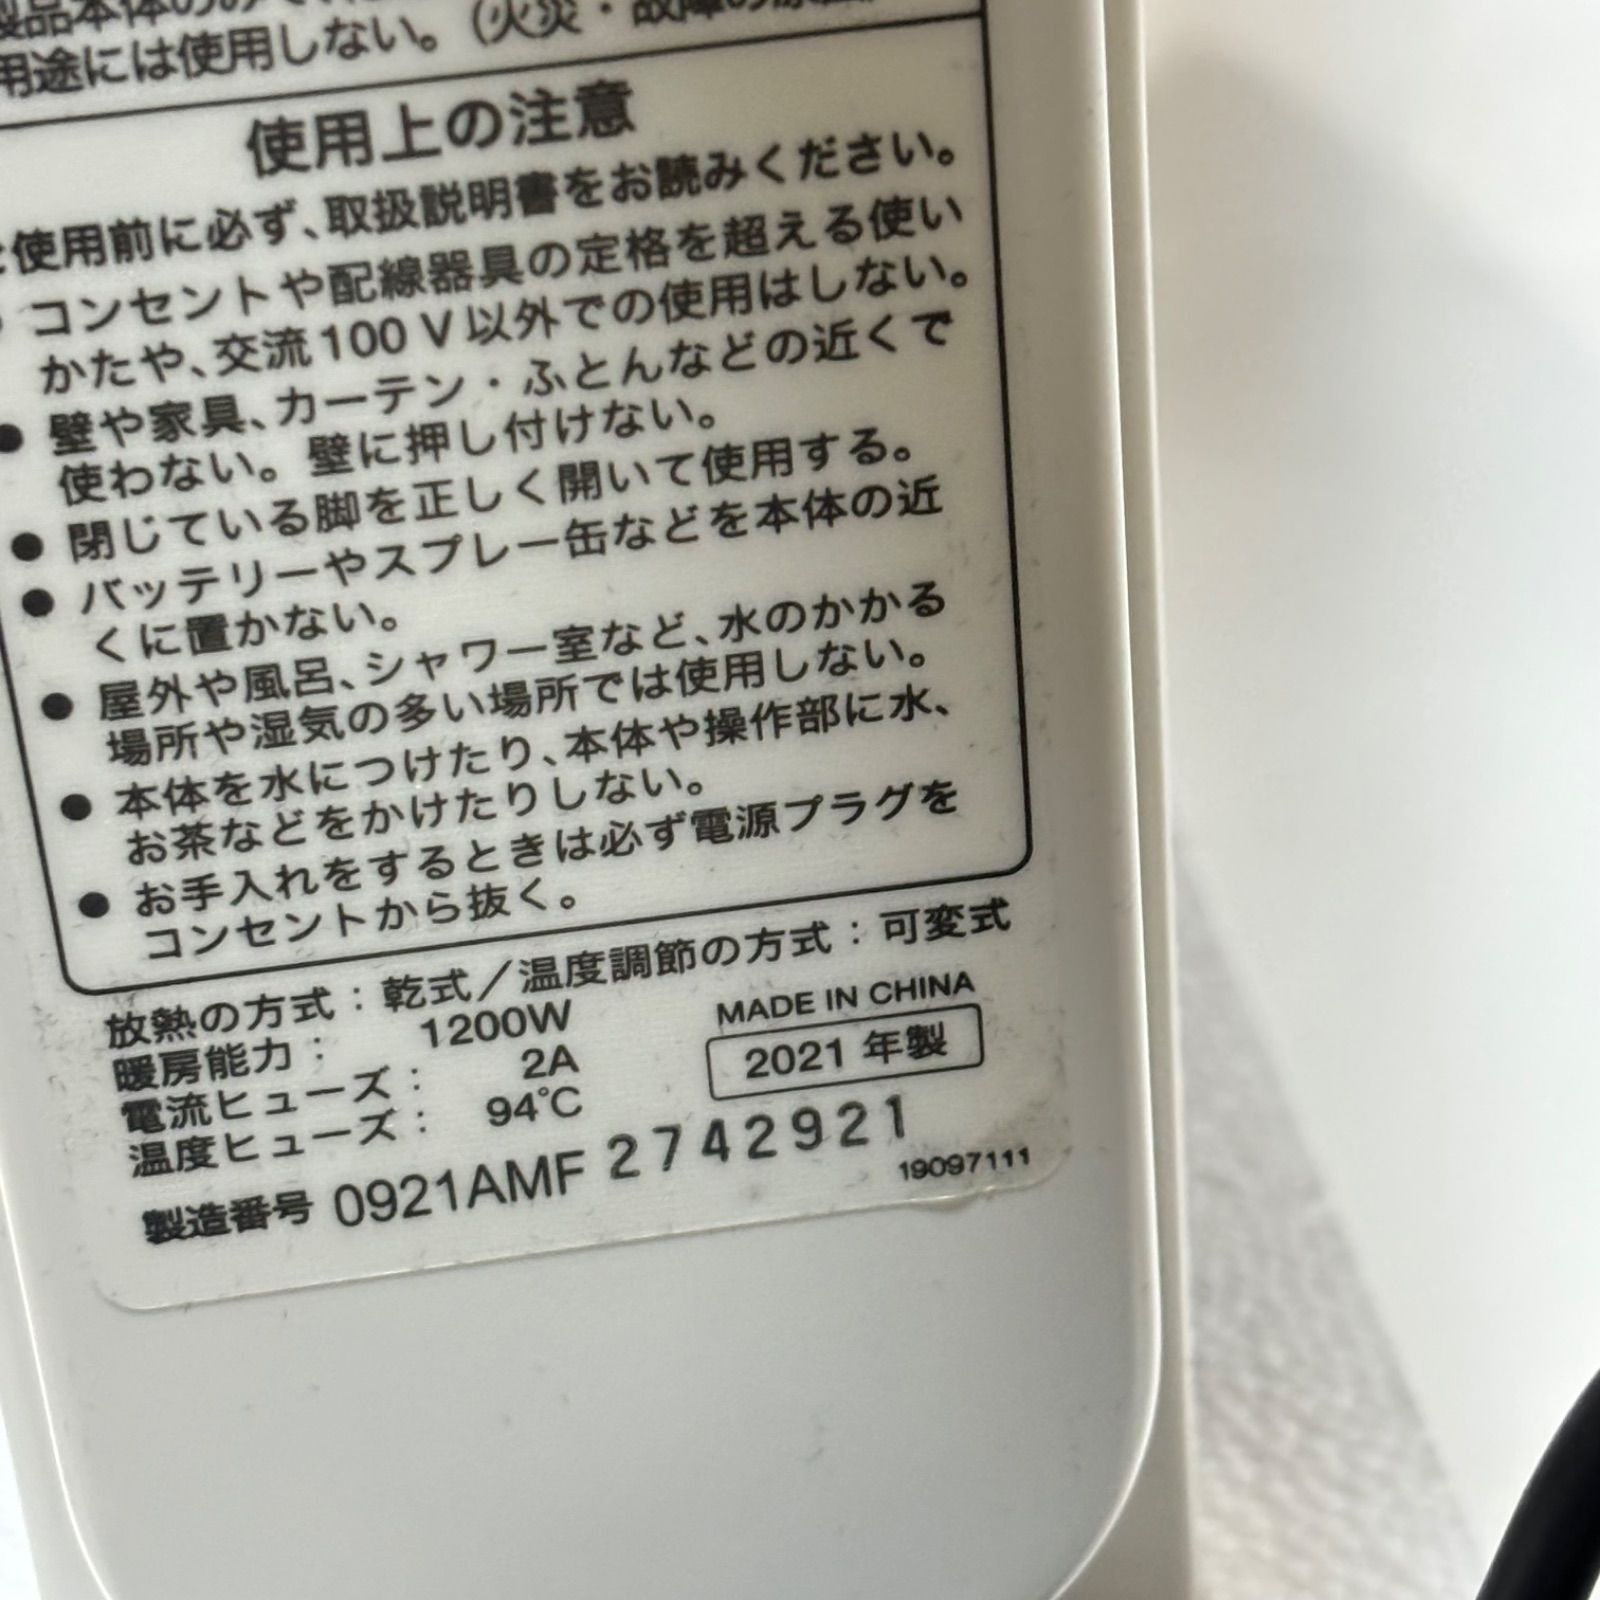 用途には使用しない。(火災・故障の原因)
使用上の注意
使用前に必ず、取扱説明書をお読みください。
コンセントや配線器具の定格を超える使い
かたや、交流100V以外での使用はしない。
● 壁や家具、カーテン・ふとんなどの近くで
使わない。壁に押し付けない。
● 閉じている脚を正しく開いて使用する。
● バッテリーやスプレー缶などを本体の近
くに置かない。
● 屋外や風呂、シャワー室など、水のかかる
場所や湿気の多い場所では使用しない。
● 本体を水につけたり、本体や操作部に水、
お茶などをかけたりしない。
● お手入れをするときは必ず電源プラグを
コンセントから抜く。
放熱の方式:乾式/温度調節の方式:可変式
暖房能力: 1200W MADE IN CHINA
電流ヒューズ: 2A 2021年製
温度ヒューズ: 94℃
製造番号 0921AMF 2742921
19097111